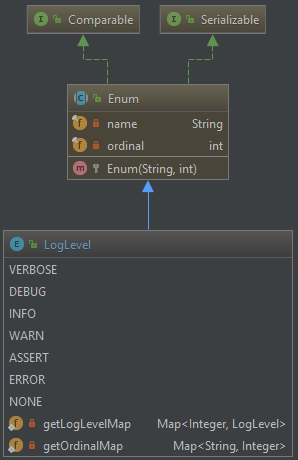 I Comparable
I Serializable
C Enum
f name String
f ordinal int
m Enum(String, int)
E LogLevel
VERBOSE
DEBUG
INFO
WARN
ASSERT
ERROR
NONE
f getLogLevelMap Map<Integer, LogLevel>
f getOrdinalMap Map<String, Integer>